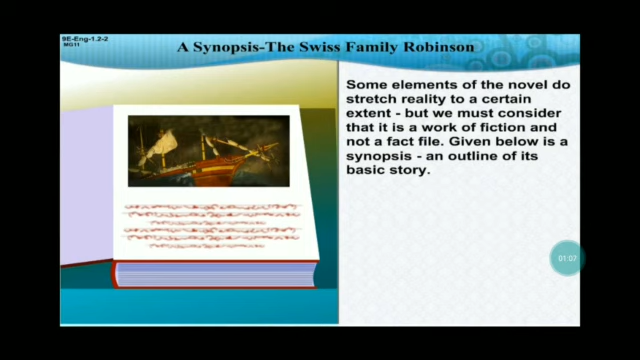 9E-Eng-1.2-2
MG11
A Synopsis-The Swiss Family Robinson
Some elements of the novel do
stretch reality to a certain
extent - but we must consider
that it is a work of fiction and
not a fact file. Given below is a
synopsis - an outline of its
basic story.
01:07